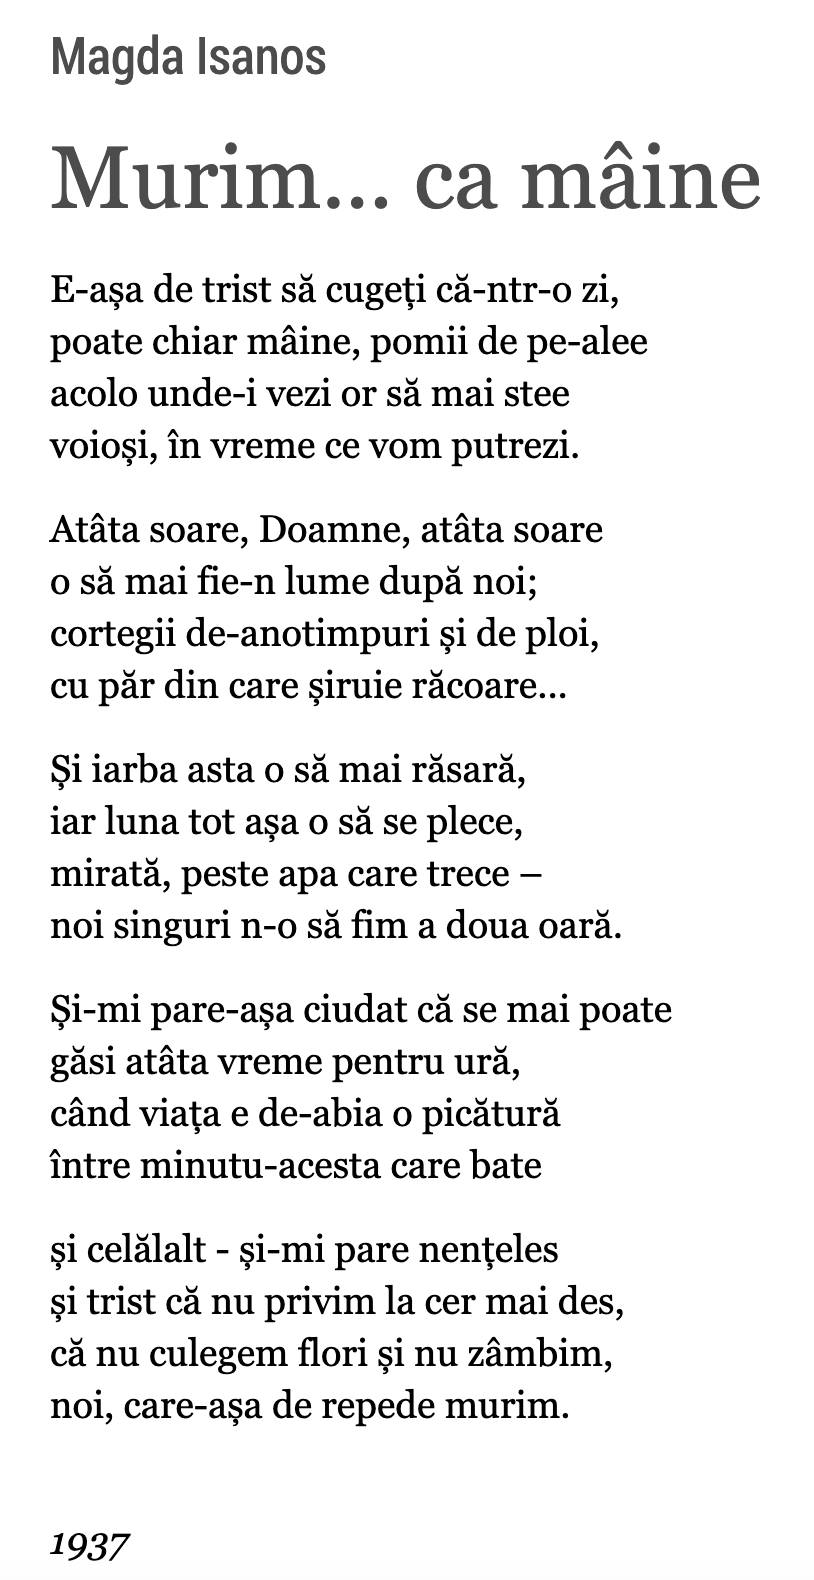 Magda Isanos
Murim... ca mâine
E-așa de trist să cugeți că-ntr-o zi,
poate chiar mâine, pomii de pe-alee
acolo unde-i vezi or să mai stee
voioși, în vreme ce vom putrezi.
Atâta soare, Doamne, atâta soare
o să mai fie-n lume după noi;
cortegii de-anotimpuri și de ploi,
cu păr din care șiruie răcoare...
Și iarba asta o să mai răsară,
iar luna tot așa o să se plece,
mirată, peste apa care trece –
noi singuri n-o să fim a doua oară.
Și-mi pare-așa ciudat că se mai poate
găsi atâta vreme pentru ură,
când viața e de-abia o picătură
între minutu-acesta care bate
și celălalt - și-mi pare nențeles
și trist că nu privim la cer mai des,
că nu culegem flori și nu zâmbim,
noi, care-așa de repede murim.
1937